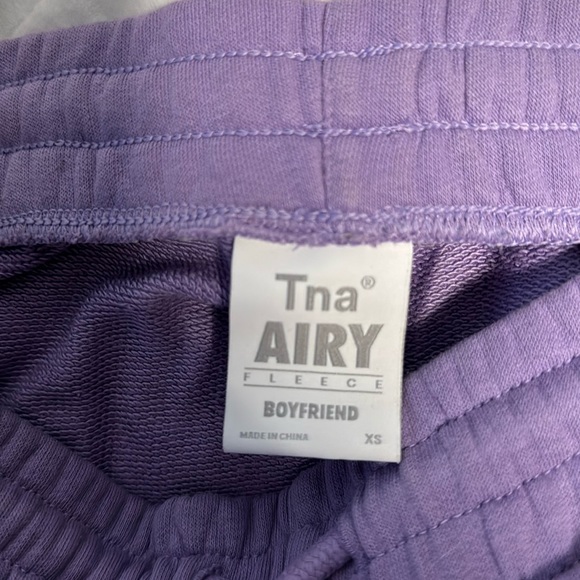 Tna®
AIRY
FLEECE
BOYFRIEND
MADE IN CHINA XS